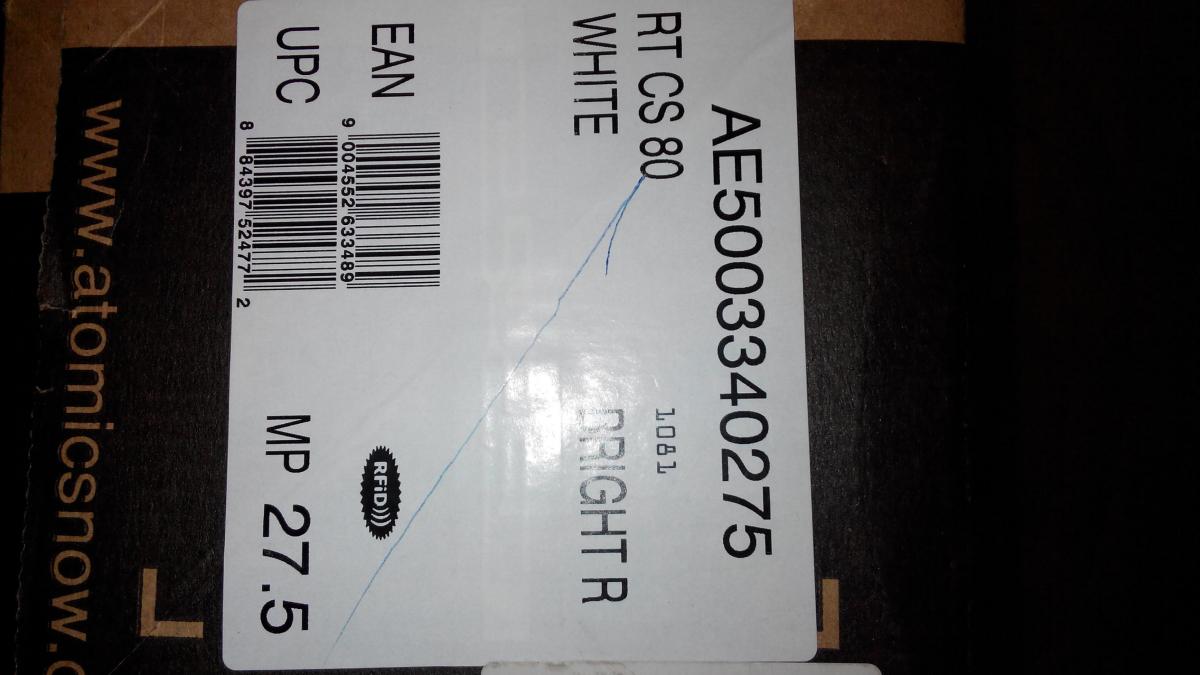 AE5003340275
RT CS 80
1081
WHITE
BRIGHT R
EAN
9 004552 633489
RFiD
UPC
8 84397 52477 2
MP 27.5
www.atomicsnow.